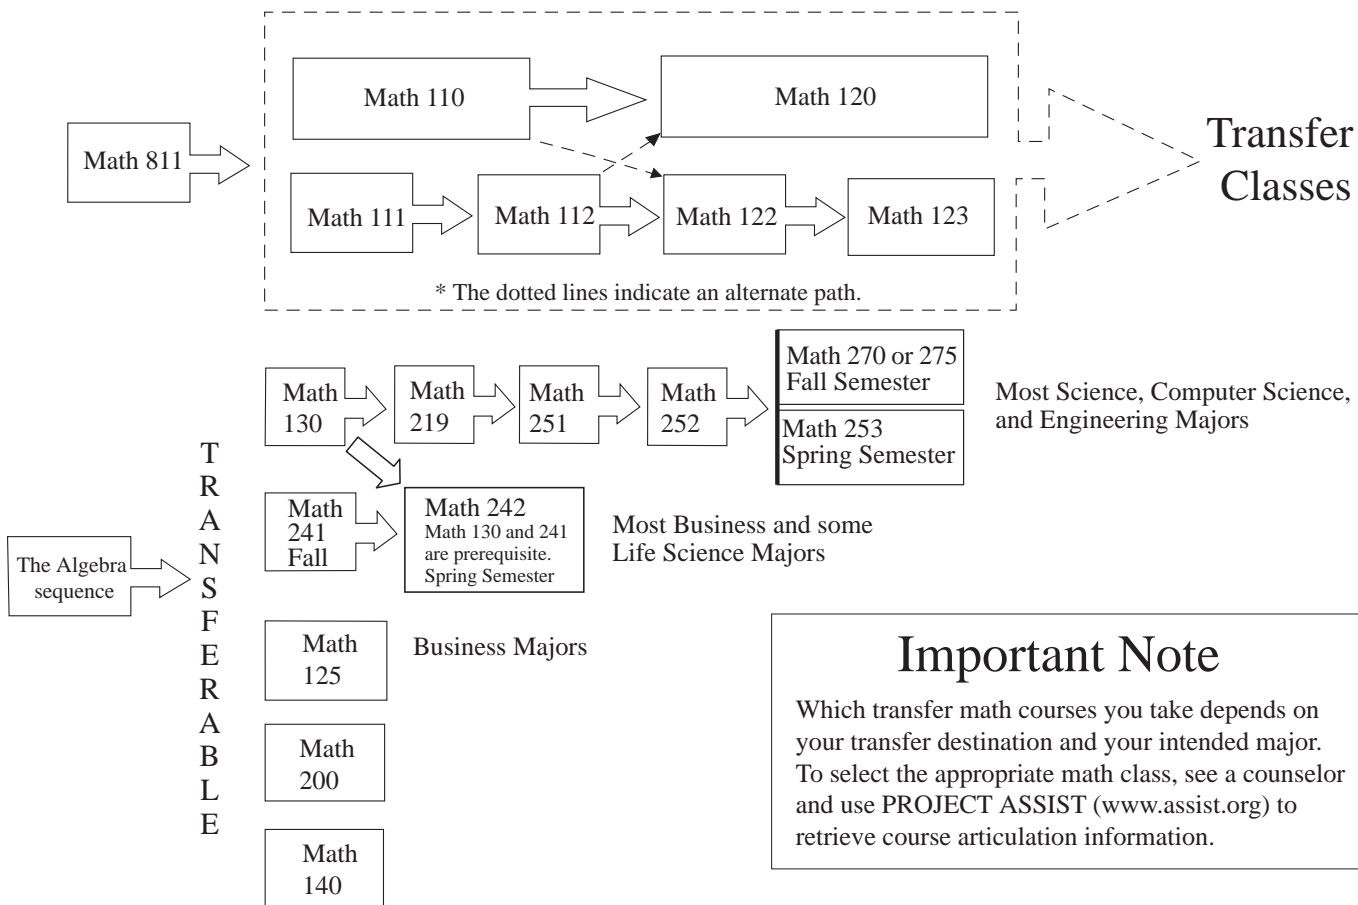 Math 110
Math 120
Math 811
Transfer
Classes
Math 111
Math 112
Math 122
Math 123
* The dotted lines indicate an alternate path.
Math
130
Math
219
Math
251
Math
252
Math 270 or 275
Fall Semester
Math 253
Spring Semester
Most Science, Computer Science,
and Engineering Majors
The Algebra
sequence
TRANSFERABLE
Math
241
Fall
Math 242
Math 130 and 241
are prerequisite.
Spring Semester
Most Business and some
Life Science Majors
Math
125
Business Majors
Math
200
Math
140
Important Note
Which transfer math courses you take depends on
your transfer destination and your intended major.
To select the appropriate math class, see a counselor
and use PROJECT ASSIST (www.assist.org) to
retrieve course articulation information.